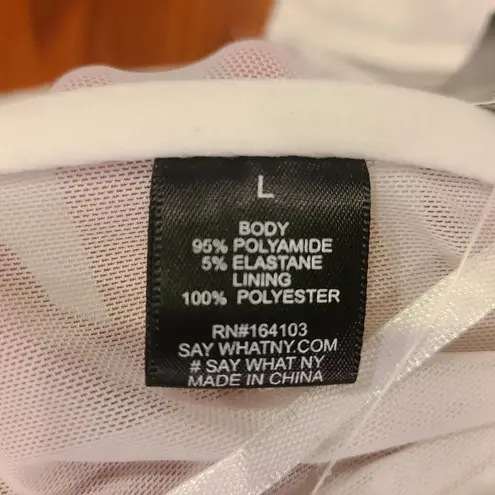 L
BODY
95% POLYAMIDE
5% ELASTANE
LINING
100% POLYESTER
RN#164103
SAY WHATNY.COM
# SAY WHAT NY
MADE IN CHINA